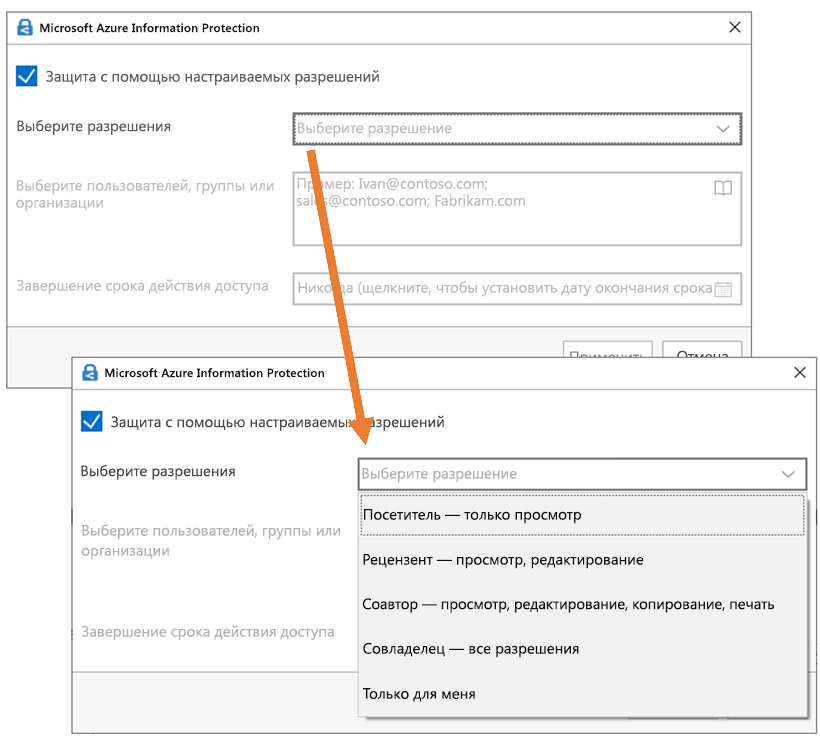 Microsoft Azure Information Protection
Защита с помощью настраиваемых разрешений
Выберите разрешения
Выберите разрешение
Выберите пользователей, группы или
организации
Пример: Ivan@contoso.com;
sales@contoso.com; Fabrikam.com
Завершение срока действия доступа
Никогда (щелкните, чтобы установить дату окончания срока
Применить
Отмена
Microsoft Azure Information Protection
Защита с помощью настраиваемых разрешений
Выберите разрешения
Выберите разрешение
Посетитель — только просмотр
Выберите пользователей, группы или
организации
Рецензент — просмотр, редактирование
Соавтор — просмотр, редактирование, копирование, печать
Завершение срока действия доступа
Совладелец — все разрешения
Только для меня